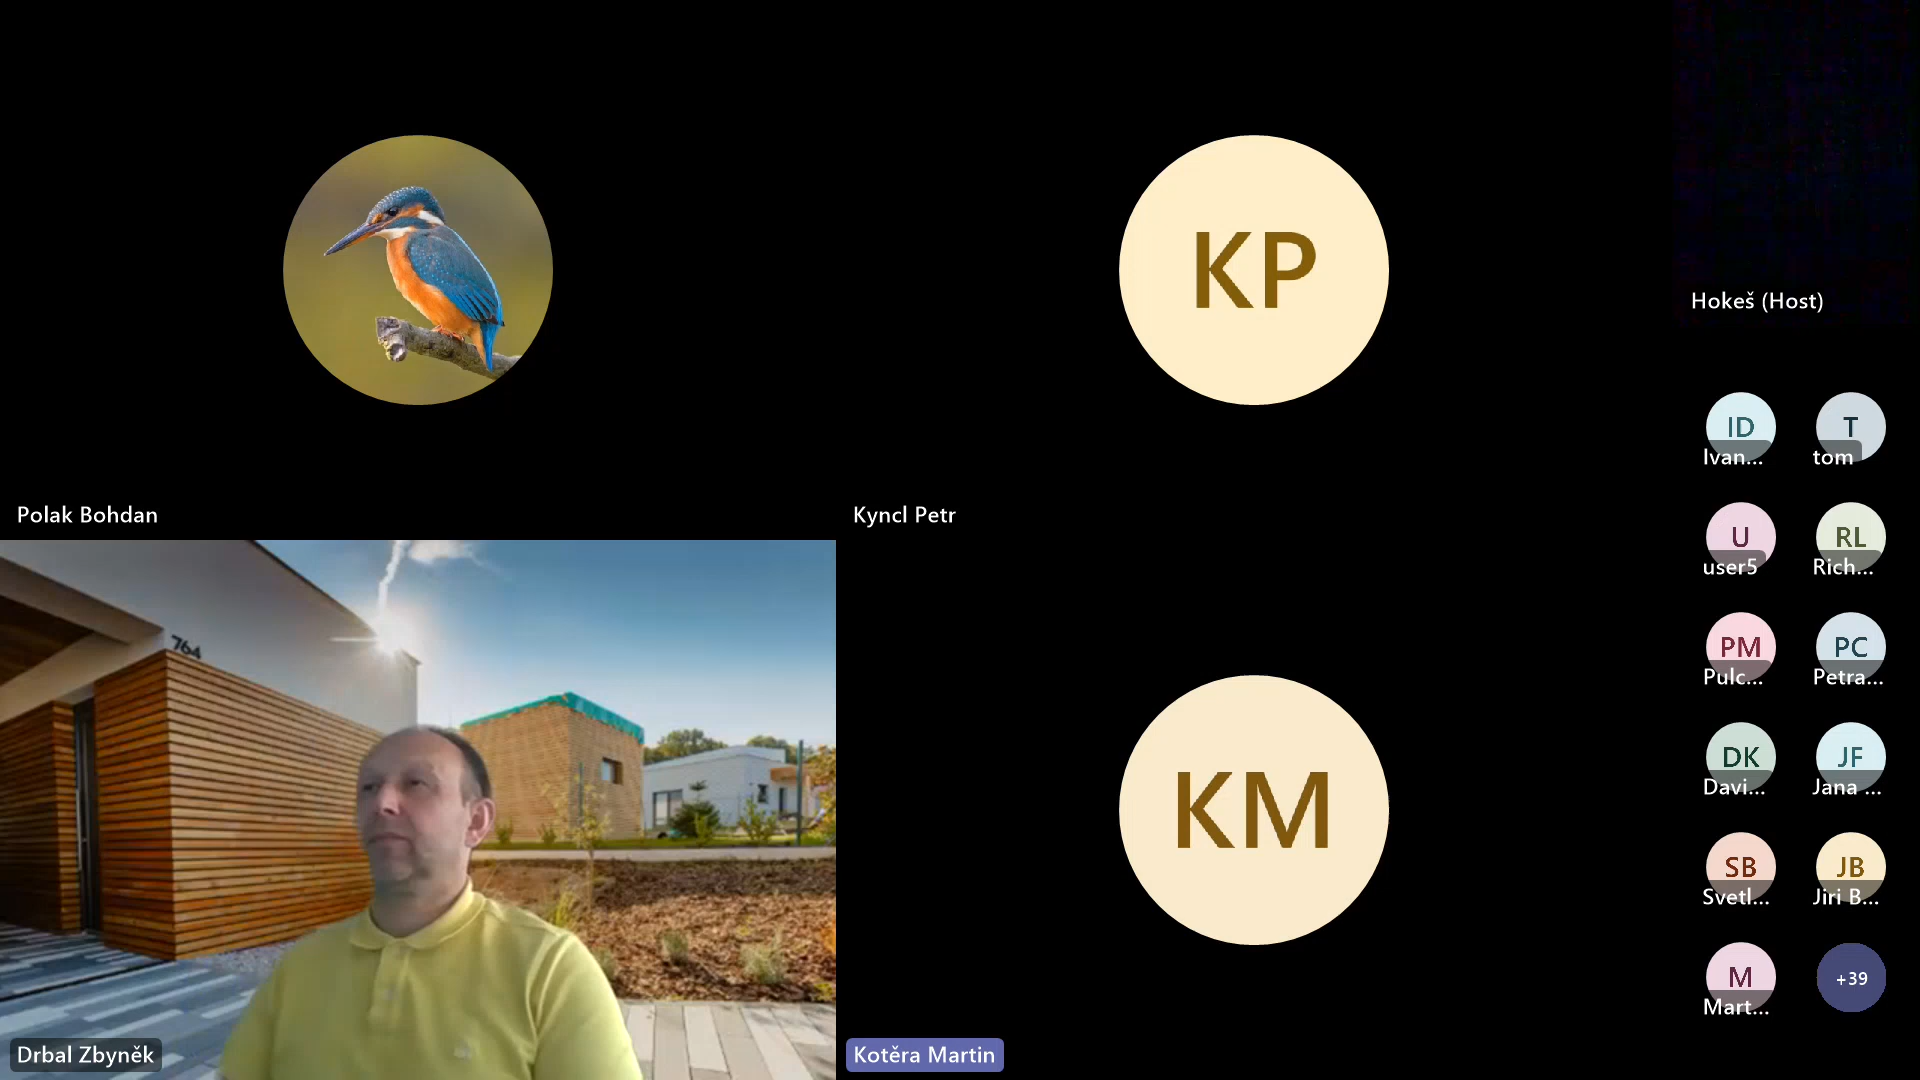 KP
Hokeš (Host)
ID
Ivan...
T
tom
Polak Bohdan
Kyncl Petr
U
user5
RL
Rich...
764
PM
Pulc...
PC
Petra...
DK
Davi...
JF
Jana ...
KM
SB
Svetl...
JB
Jiri B...
M
Mart...
+39
Drbal Zbyněk
Kotěra Martin